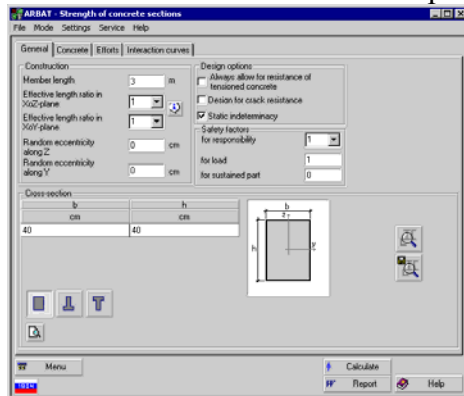 ARBAT - Strength of concrete sections
File Mode Settings Service Help
General Concrete Efforts Interaction curves
Construction
Member length 3 m
Effective length ratio in XoZ-plane 1
Effective length ratio in XoY-plane 1
Random eccentricity along Z 0 cm
Random eccentricity along Y 0 cm
Design options
Always allow for resistance of tensioned concrete
Design for crack resistance
Static indeterminacy
Safety factors
for responsibility 1
for load 1
for sustained part 0
Cross-section
b h
cm cm
40 40
b
z
h
y
Menu
Calculate
Report
Help